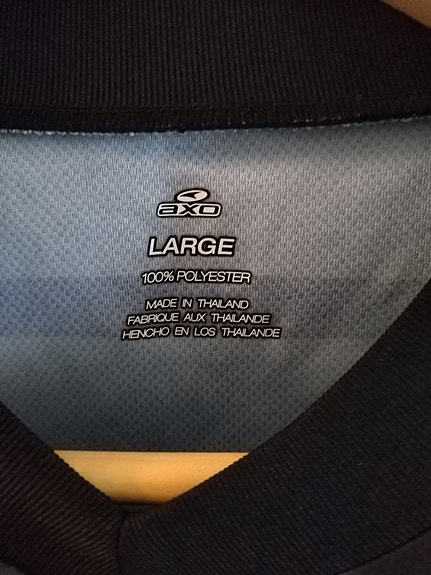 axo
LARGE
100% POLYESTER
MADE IN THAILAND
FABRIQUE AUX THAILANDE
HENCHO EN LOS THAILANDE